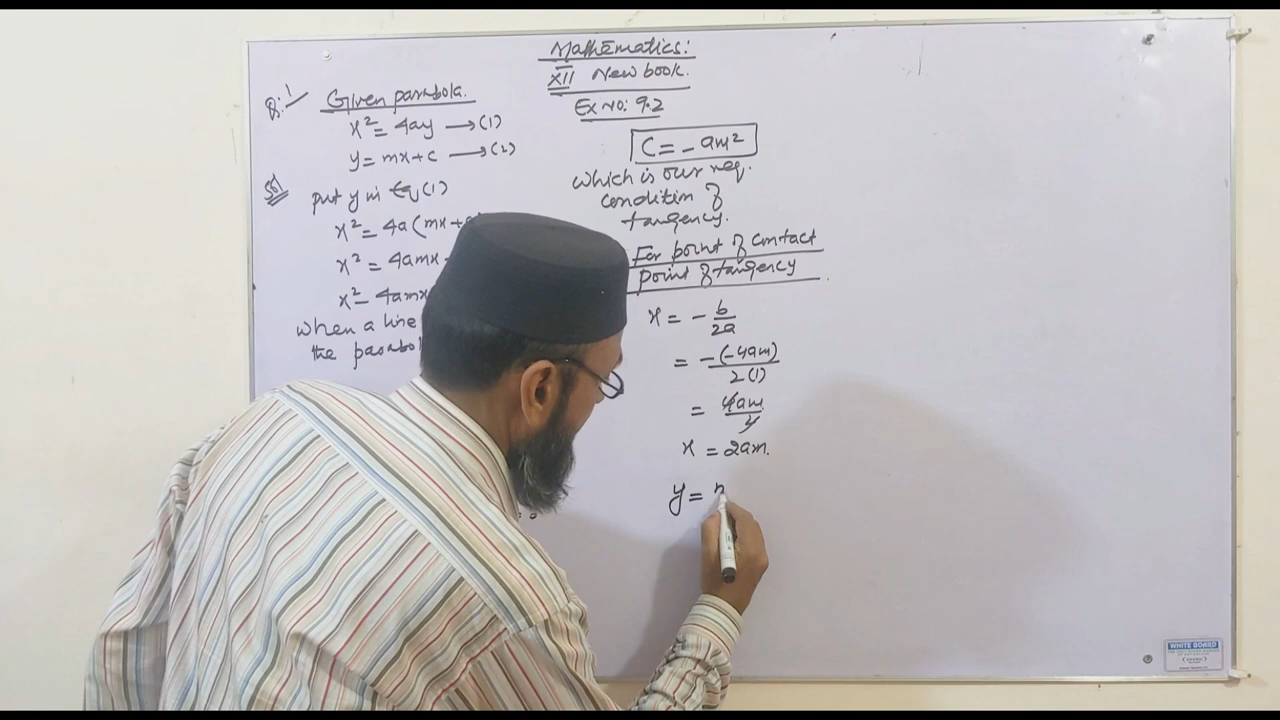 Mathematics:
XII New book.
Ex No: 9.2
Q:1
Given parabola.
x² = 4ay → (1)
y = mx + c → (2)
Sol
put y in Eq (1)
x² = 4a(mx +
x² = 4amx
x² - 4amx
when a line
the parabol
C = - am²
which is our req.
condition of
tangency.
For point of contact
point of tangency
x = - b/2a
= -(-4am)/2(1)
= 4am/2
x = 2am.
y =
WHITE BOARD